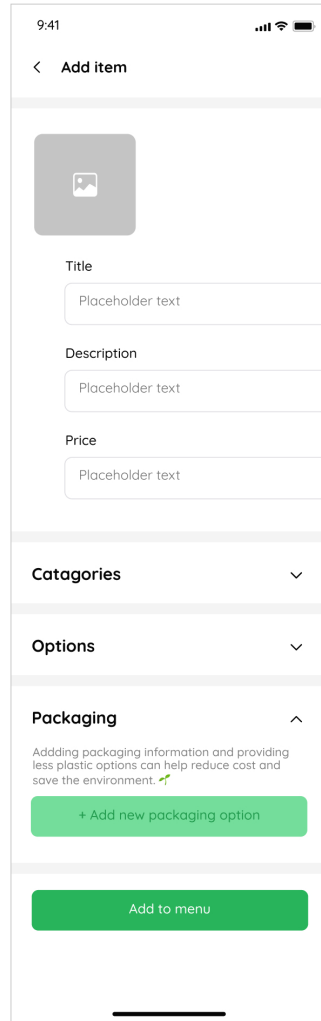 9:41
Add item
Title
Placeholder text
Description
Placeholder text
Price
Placeholder text
Catagories
Options
Packaging
Addding packaging information and providing
less plastic options can help reduce cost and
save the environment. 🌱
+ Add new packaging option
Add to menu